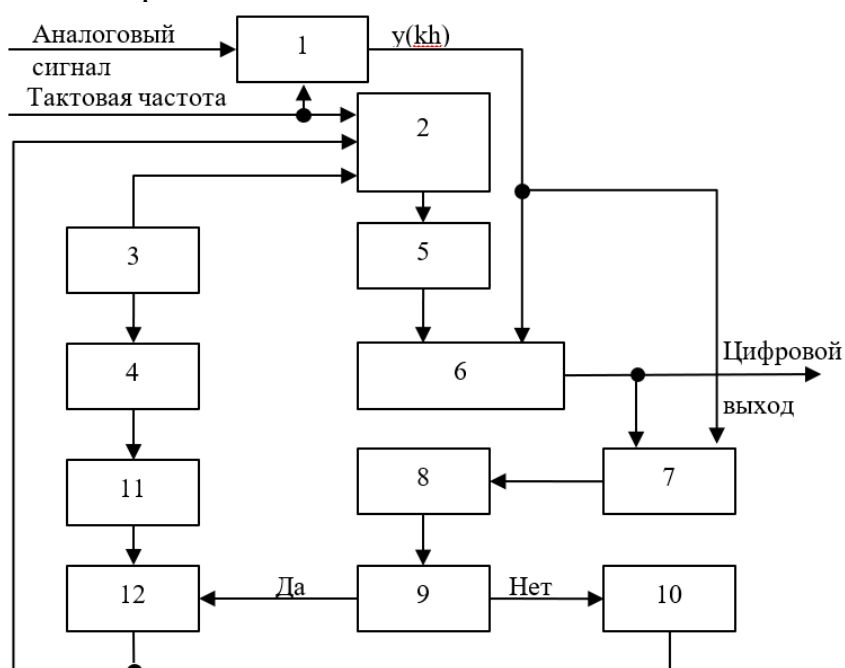 Аналоговый
сигнал
1
y(kh)
Тактовая частота
2
3
5
4
6
Цифровой
выход
11
8
7
12
Да
9
Нет
10